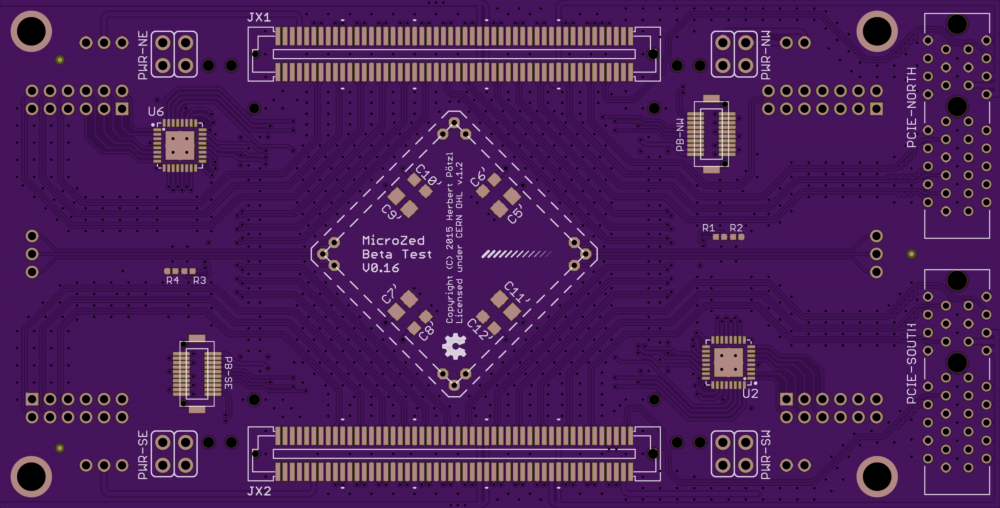 JX1
PWR-NE
PWR-NW
U6
PB-NW
PCIE-NORTH
C10'
C9'
C6'
C5'
MicroZed
Beta Test
V0.16
Copyright (C) 2015 Herbert Pötzl
Licensed under CERN OHL v.1.2
R1 R2
R4 R3
C7'
C8'
C11'
C12'
PB-SE
U2
PCIE-SOUTH
PWR-SE
PWR-SW
JX2